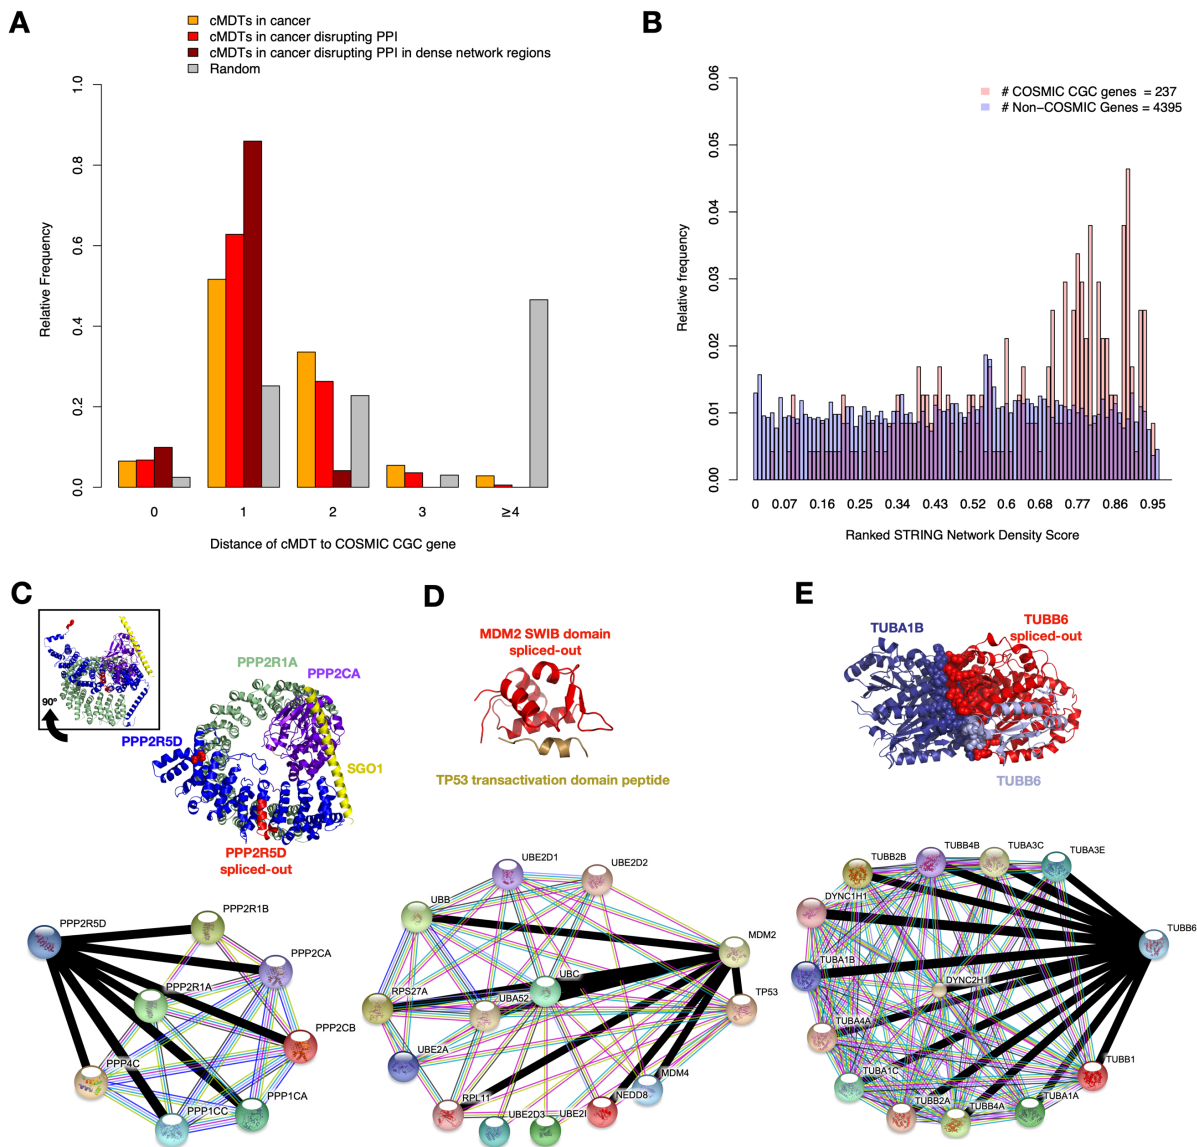 A
cMDTs in cancer
cMDTs in cancer disrupting PPI
cMDTs in cancer disrupting PPI in dense network regions
Random
Relative Frequency
1.0
0.8
0.6
0.4
0.2
0.0
0
1
2
3
≥4
Distance of cMDT to COSMIC CGC gene
B
# COSMIC CGC genes = 237
# Non−COSMIC Genes = 4395
Relative frequency
0.06
0.05
0.04
0.03
0.02
0.01
0.00
0
0.07
0.16
0.25
0.34
0.43
0.52
0.6
0.68
0.77
0.86
0.95
Ranked STRING Network Density Score
C
90°
PPP2R1A
PPP2CA
PPP2R5D
SGO1
PPP2R5D
spliced-out
PPP2R5D
PPP2R1B
PPP2CA
PPP2R1A
PPP2CB
PPP4C
PPP1CA
PPP1CC
D
MDM2 SWIB domain
spliced-out
TP53 transactivation domain peptide
UBE2D1
UBE2D2
UBB
MDM2
UBC
RPS27A
UBA52
TP53
UBE2A
MDM4
RPL11
NEDD8
UBE2D3
UBE2I
E
TUBA1B
TUBB6
spliced-out
TUBB6
TUBB2B
TUBB4B
TUBA3C
TUBA3E
DYNC1H1
TUBB6
TUBA1B
DYNC2H1
TUBA4A
TUBB1
TUBA1C
TUBB2A
TUBB4A
TUBA1A